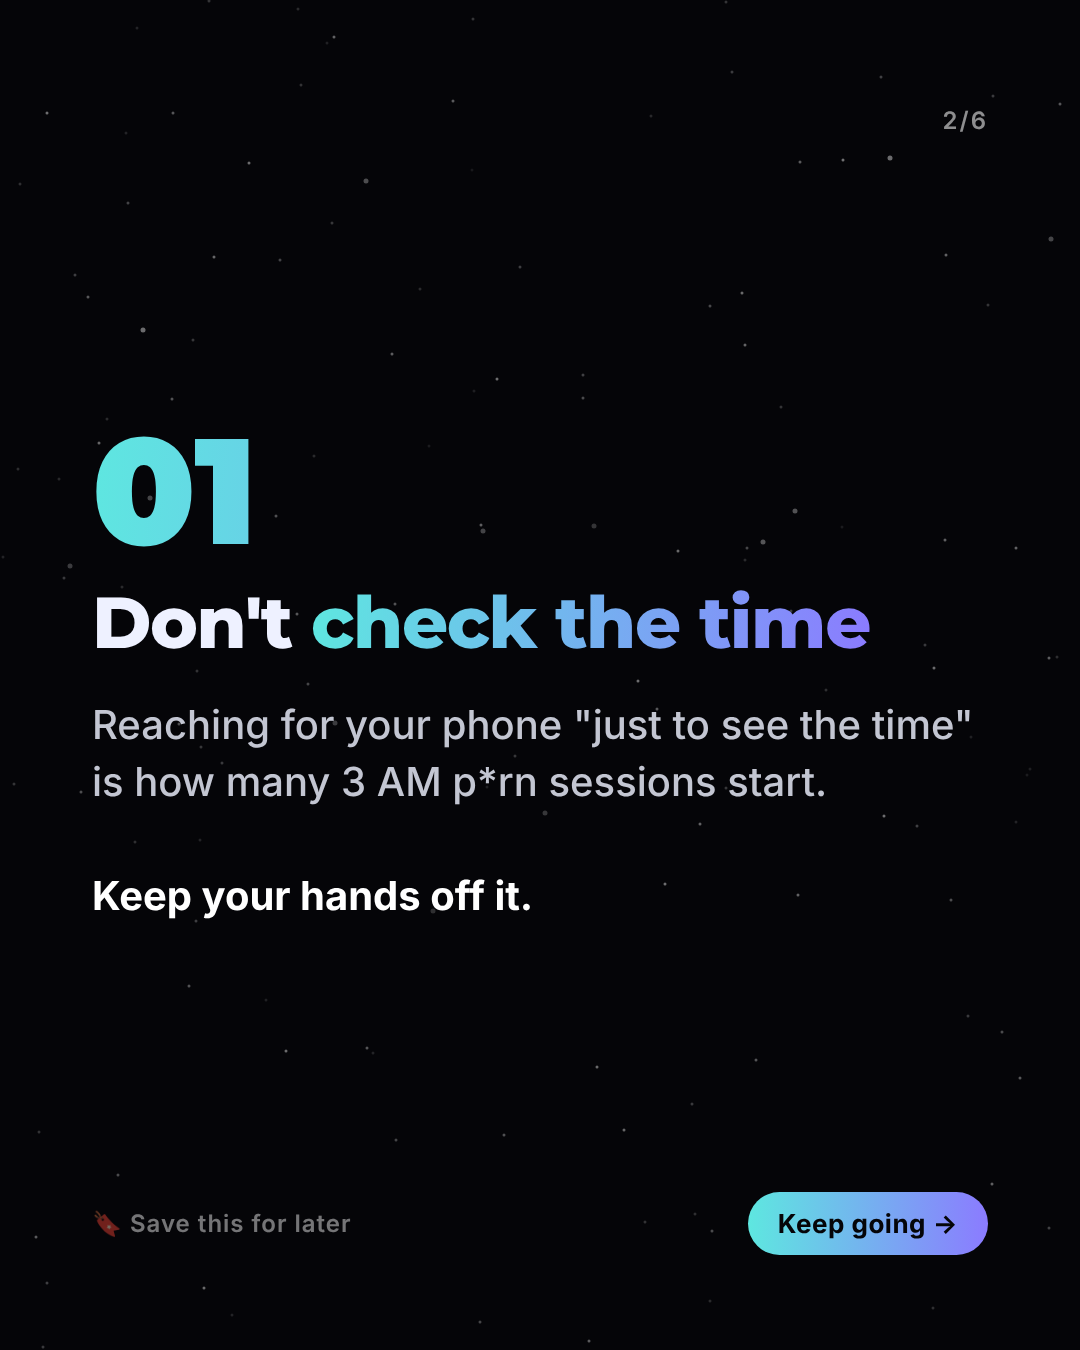 2/6
01
Don't check the time
Reaching for your phone "just to see the time"
is how many 3 AM p*rn sessions start.
Keep your hands off it.
Save this for later
Keep going →